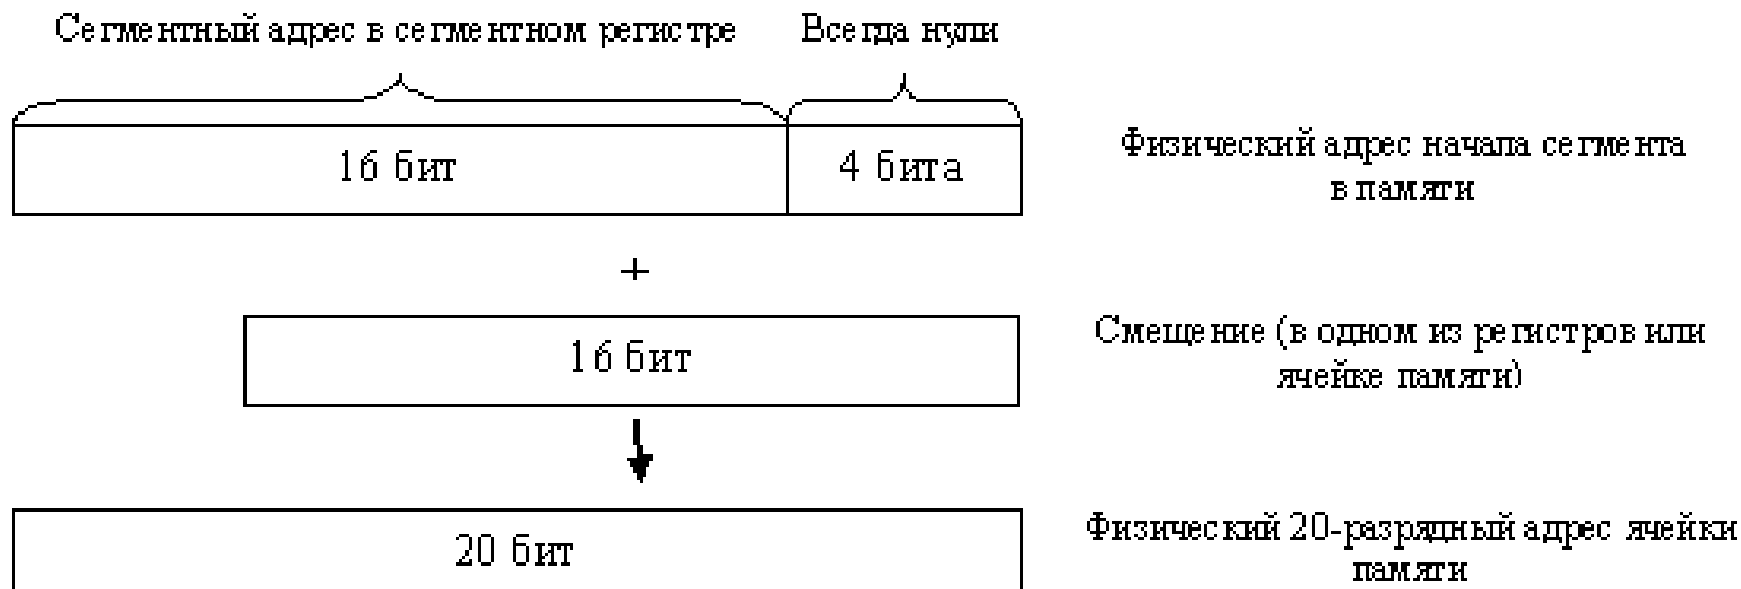 Сегментный адрес в сегментном регистре
Всегда нули
16 бит
4 бита
Физический адрес начала сегмента
в памяти
+
16 бит
Смещение (в одном из регистров или
ячейке памяти)
20 бит
Физический 20-разрядный адрес ячейки
памяти